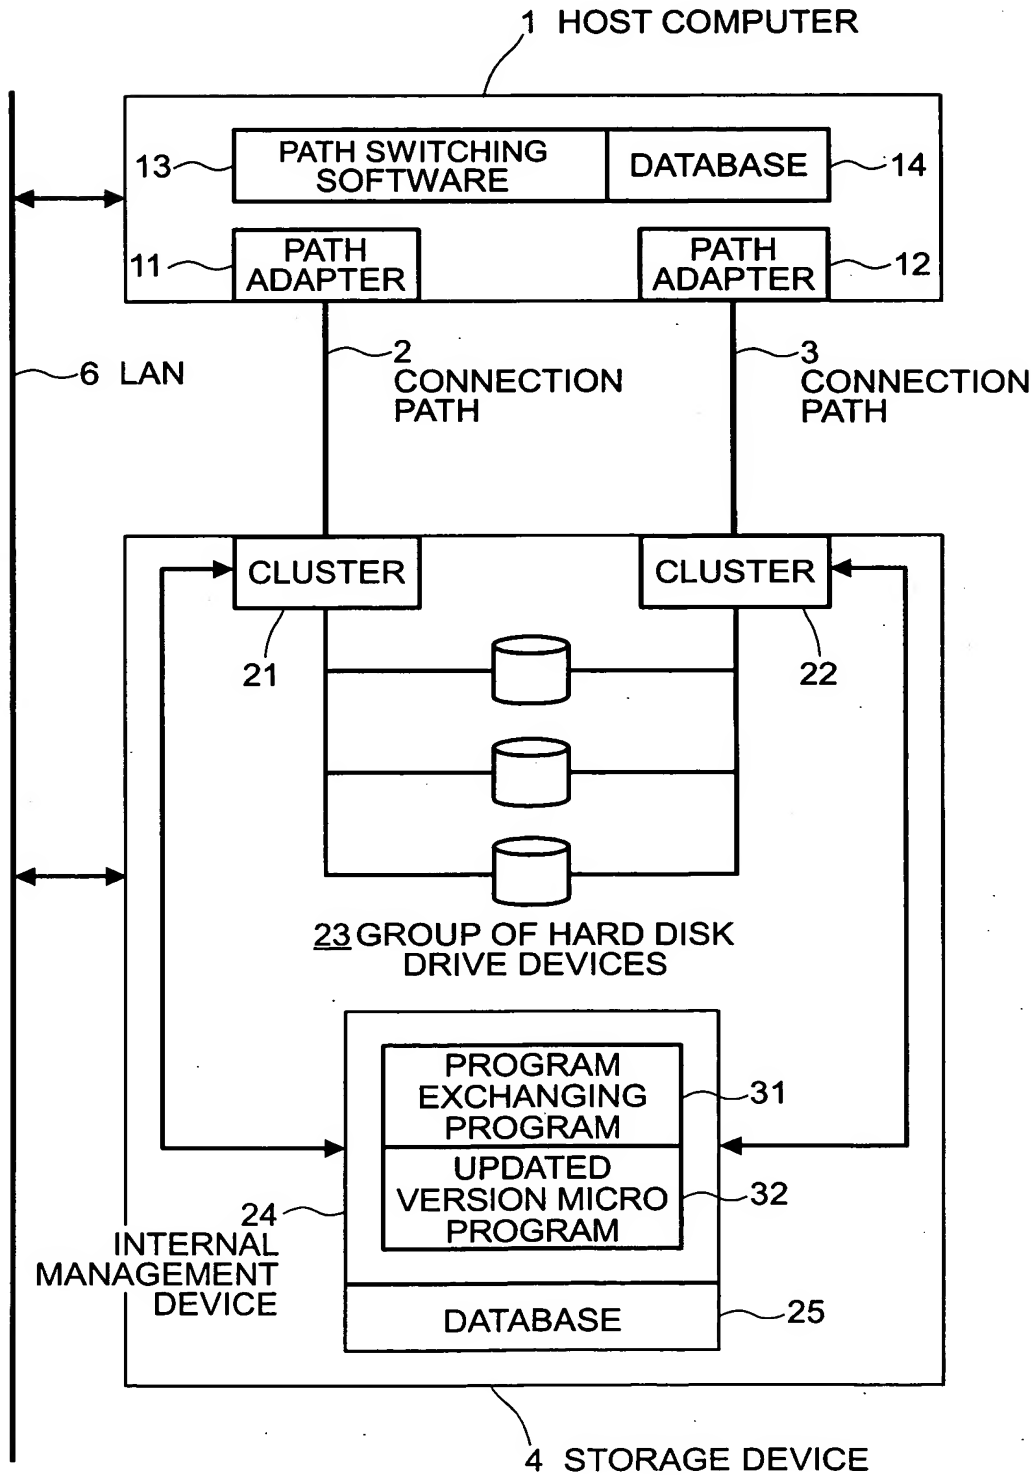 1 HOST COMPUTER
13
PATH SWITCHING
SOFTWARE
DATABASE
14
11
PATH
ADAPTER
PATH
ADAPTER
12
6 LAN
2
CONNECTION
PATH
3
CONNECTION
PATH
CLUSTER
CLUSTER
21
22
23 GROUP OF HARD DISK
DRIVE DEVICES
PROGRAM
EXCHANGING
PROGRAM
31
UPDATED
VERSION MICRO
PROGRAM
32
24
INTERNAL
MANAGEMENT
DEVICE
DATABASE
25
4 STORAGE DEVICE